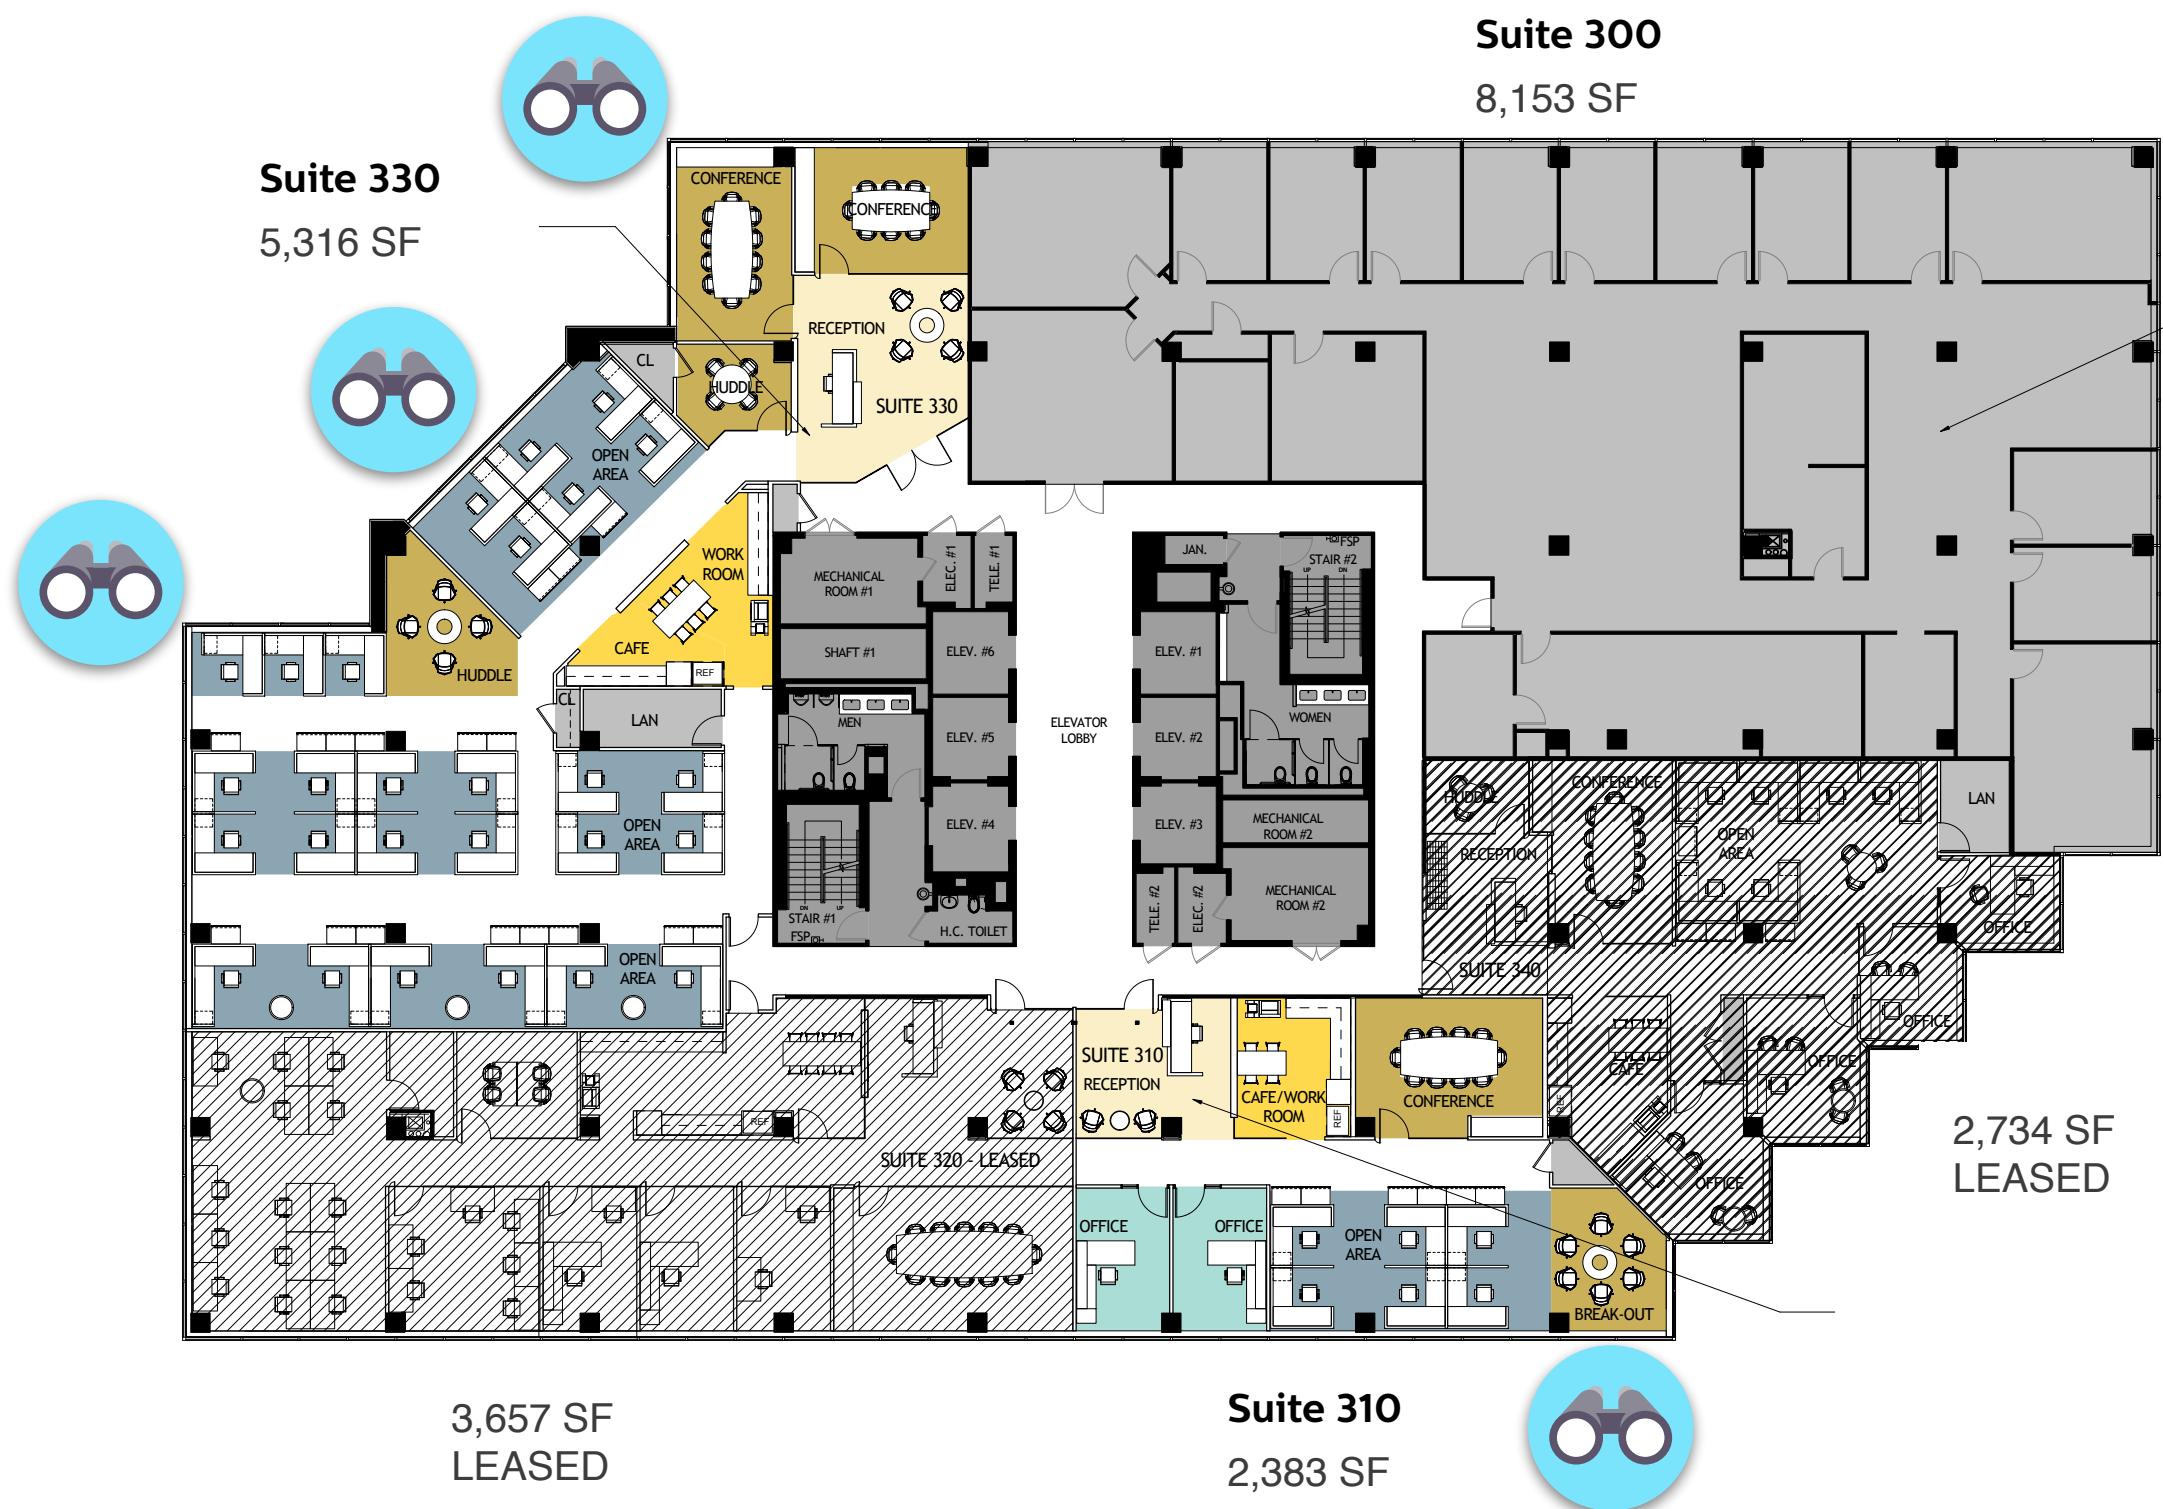 Suite 300
8,153 SF
Suite 330
5,316 SF
CONFERENCE
CONFERENC
RECEPTION
CL
HUDDLE
SUITE 330
OPEN
AREA
WORK
ROOM
CAFE
REF
HUDDLE
CL
LAN
MECHANICAL
ROOM #1
ELEC. #1
TELE. #1
SHAFT #1
ELEV. #6
MEN
ELEV. #5
ELEV. #4
DN
UP
STAIR #1
FSP
H.C. TOILET
ELEVATOR
LOBBY
JAN.
FSP
STAIR #2
UP
DN
ELEV. #1
ELEV. #2
WOMEN
ELEV. #3
MECHANICAL
ROOM #2
TELE. #2
ELEC. #2
MECHANICAL
ROOM #2
OPEN
AREA
OPEN
AREA
HUDDLE
CONFERENCE
LAN
OPEN
AREA
RECEPTION
OFFICE
SUITE 340
OFFICE
OFFICE
CAFE
REF
OFFICE
2,734 SF
LEASED
SUITE 310
RECEPTION
CAFE/WORK
ROOM
REF
CONFERENCE
REF
SUITE 320 - LEASED
OFFICE
OFFICE
OPEN
AREA
BREAK-OUT
3,657 SF
LEASED
Suite 310
2,383 SF